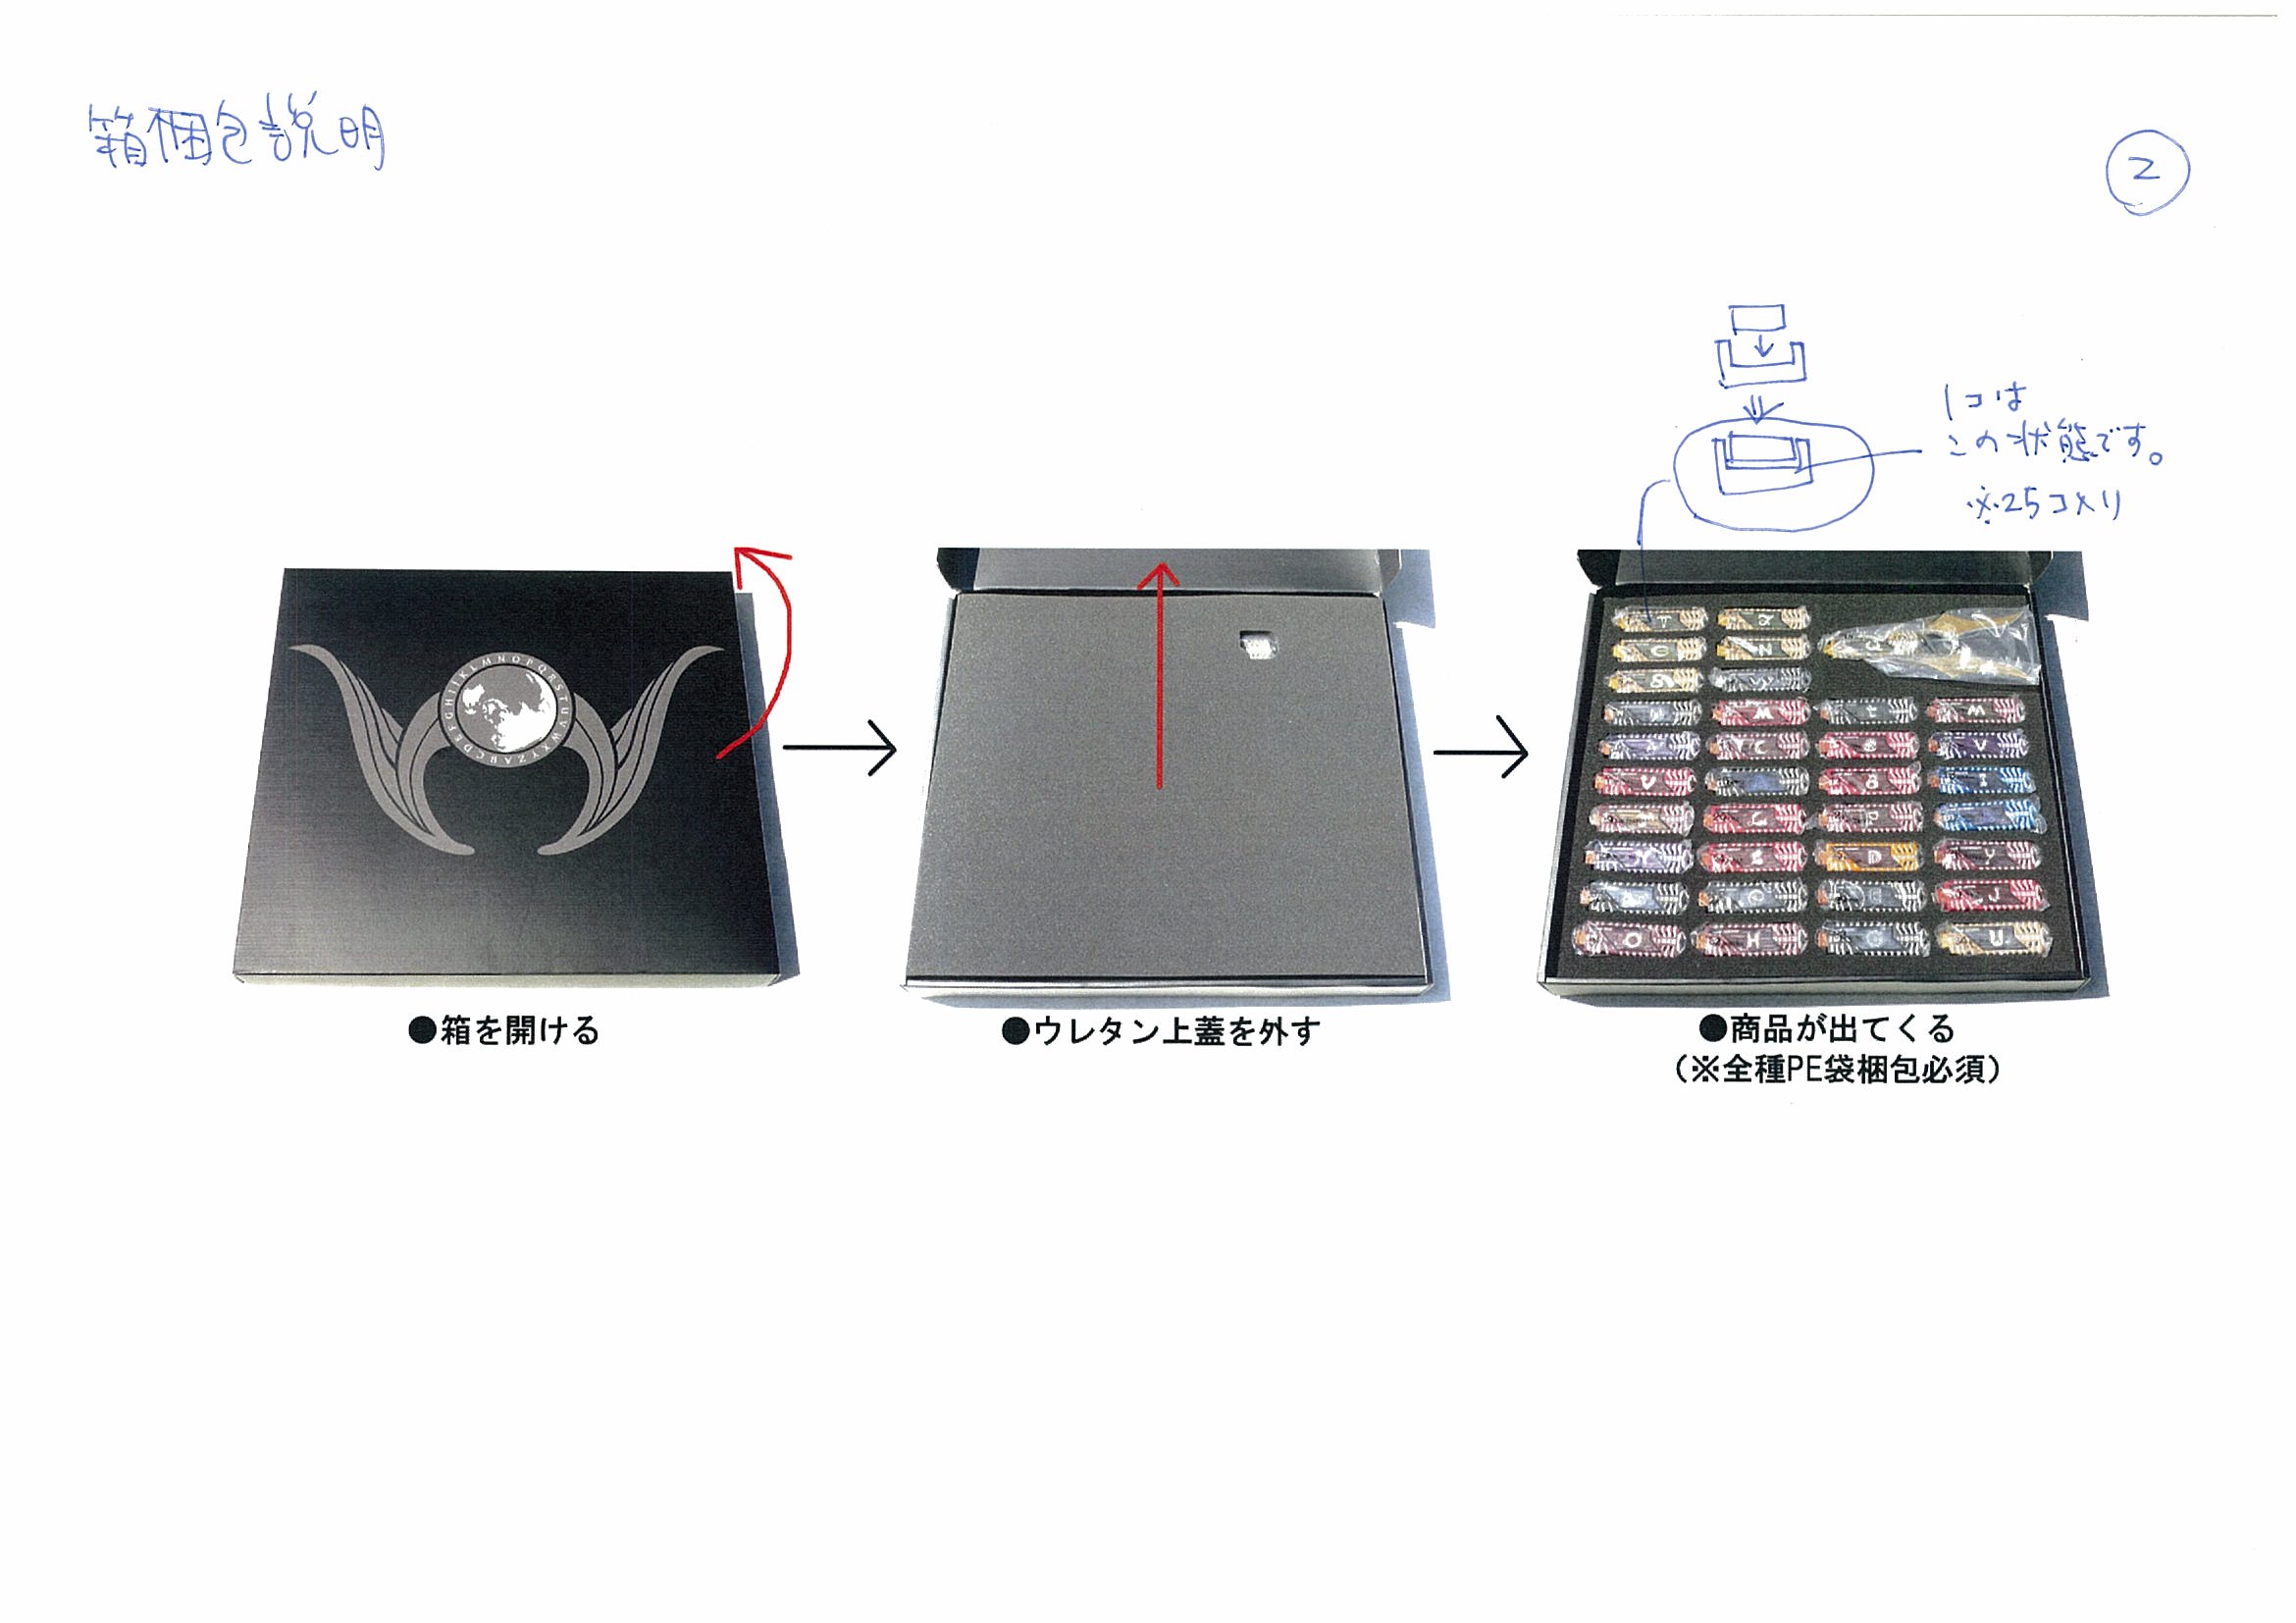 箱梱包説明
2
1コは
この状態です。
※25コ入り
ABCDEFGHIJKLMNOPQRSTUVWXYZ
T
C
N
M
t
W
C
V
V
a
I
P
D
Y
J
O
H
G
U
●箱を開ける
●ウレタン上蓋を外す
●商品が出てくる
(※全種PE袋梱包必須)